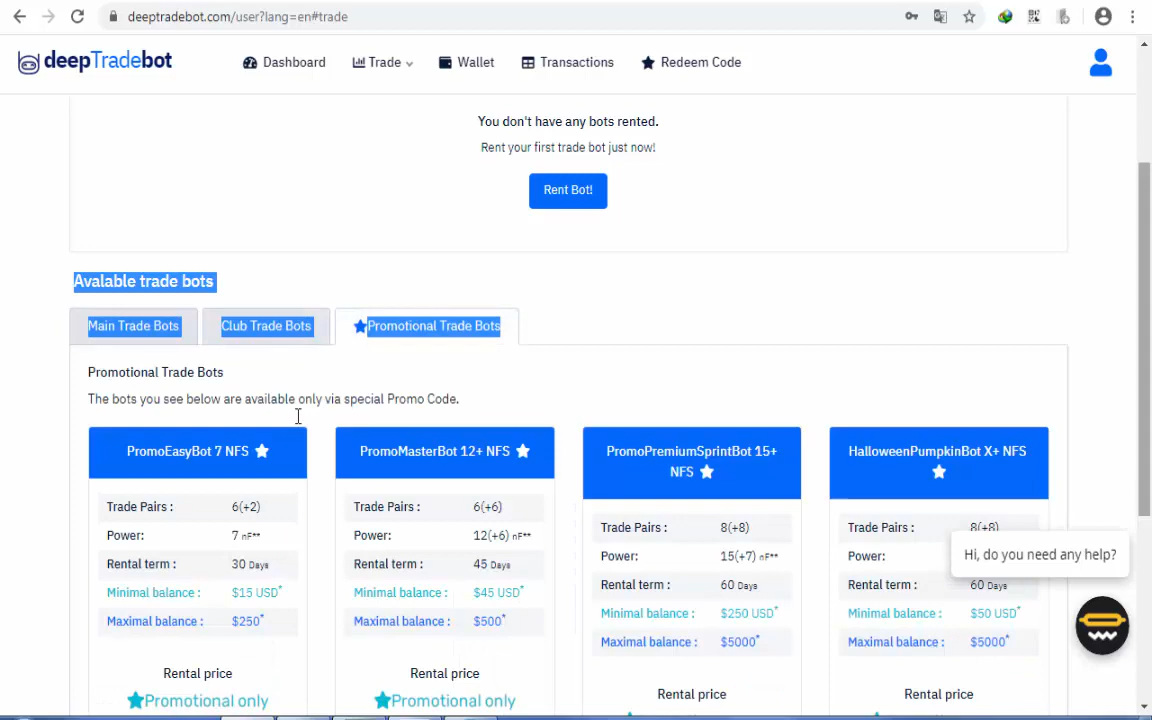 deeptradebot.com/user?lang=en#trade
deepTradebot
Dashboard
Trade
Wallet
Transactions
Redeem Code
You don't have any bots rented.
Rent your first trade bot just now!
Rent Bot!
Avalable trade bots
Main Trade Bots
Club Trade Bots
Promotional Trade Bots
Promotional Trade Bots
The bots you see below are available only via special Promo Code.
PromoEasyBot 7 NFS
Trade Pairs : 6(+2)
Power: 7 nF**
Rental term : 30 Days
Minimal balance : $15 USD*
Maximal balance : $250*
Rental price
Promotional only
PromoMasterBot 12+ NFS
Trade Pairs : 6(+6)
Power: 12(+6) nF**
Rental term : 45 Days
Minimal balance : $45 USD*
Maximal balance : $500*
Rental price
Promotional only
PromoPremiumSprintBot 15+
NFS
Trade Pairs : 8(+8)
Power: 15(+7) nF**
Rental term : 60 Days
Minimal balance : $250 USD*
Maximal balance : $5000*
Rental price
HalloweenPumpkinBot X+ NFS
Trade Pairs : 8(+8)
Power:
Rental term : 60 Days
Minimal balance : $50 USD*
Maximal balance : $5000*
Rental price
Hi, do you need any help?